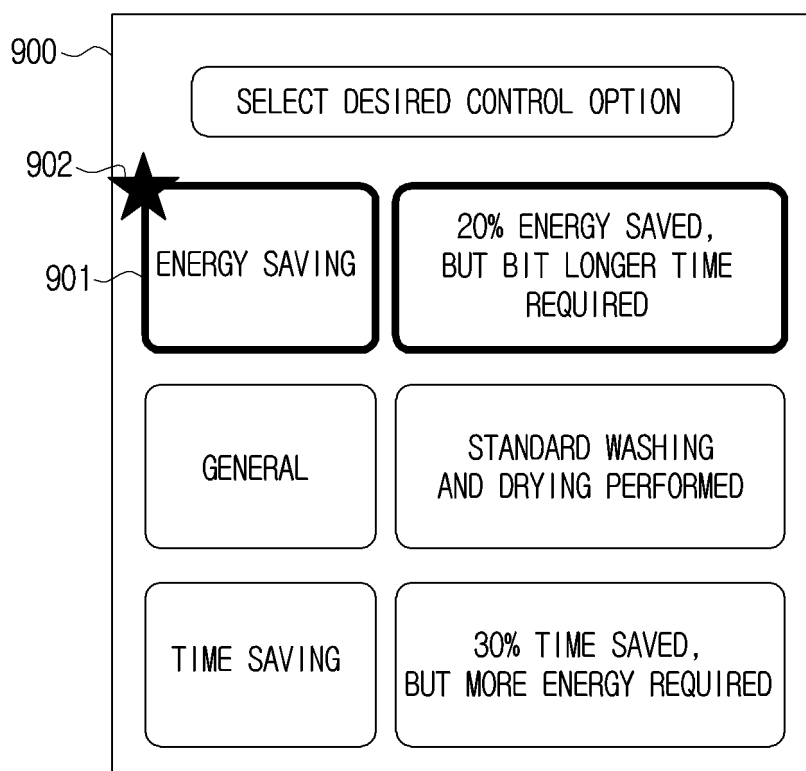 900
SELECT DESIRED CONTROL OPTION
902
901
ENERGY SAVING
20% ENERGY SAVED,
BUT BIT LONGER TIME
REQUIRED
GENERAL
STANDARD WASHING
AND DRYING PERFORMED
TIME SAVING
30% TIME SAVED,
BUT MORE ENERGY REQUIRED